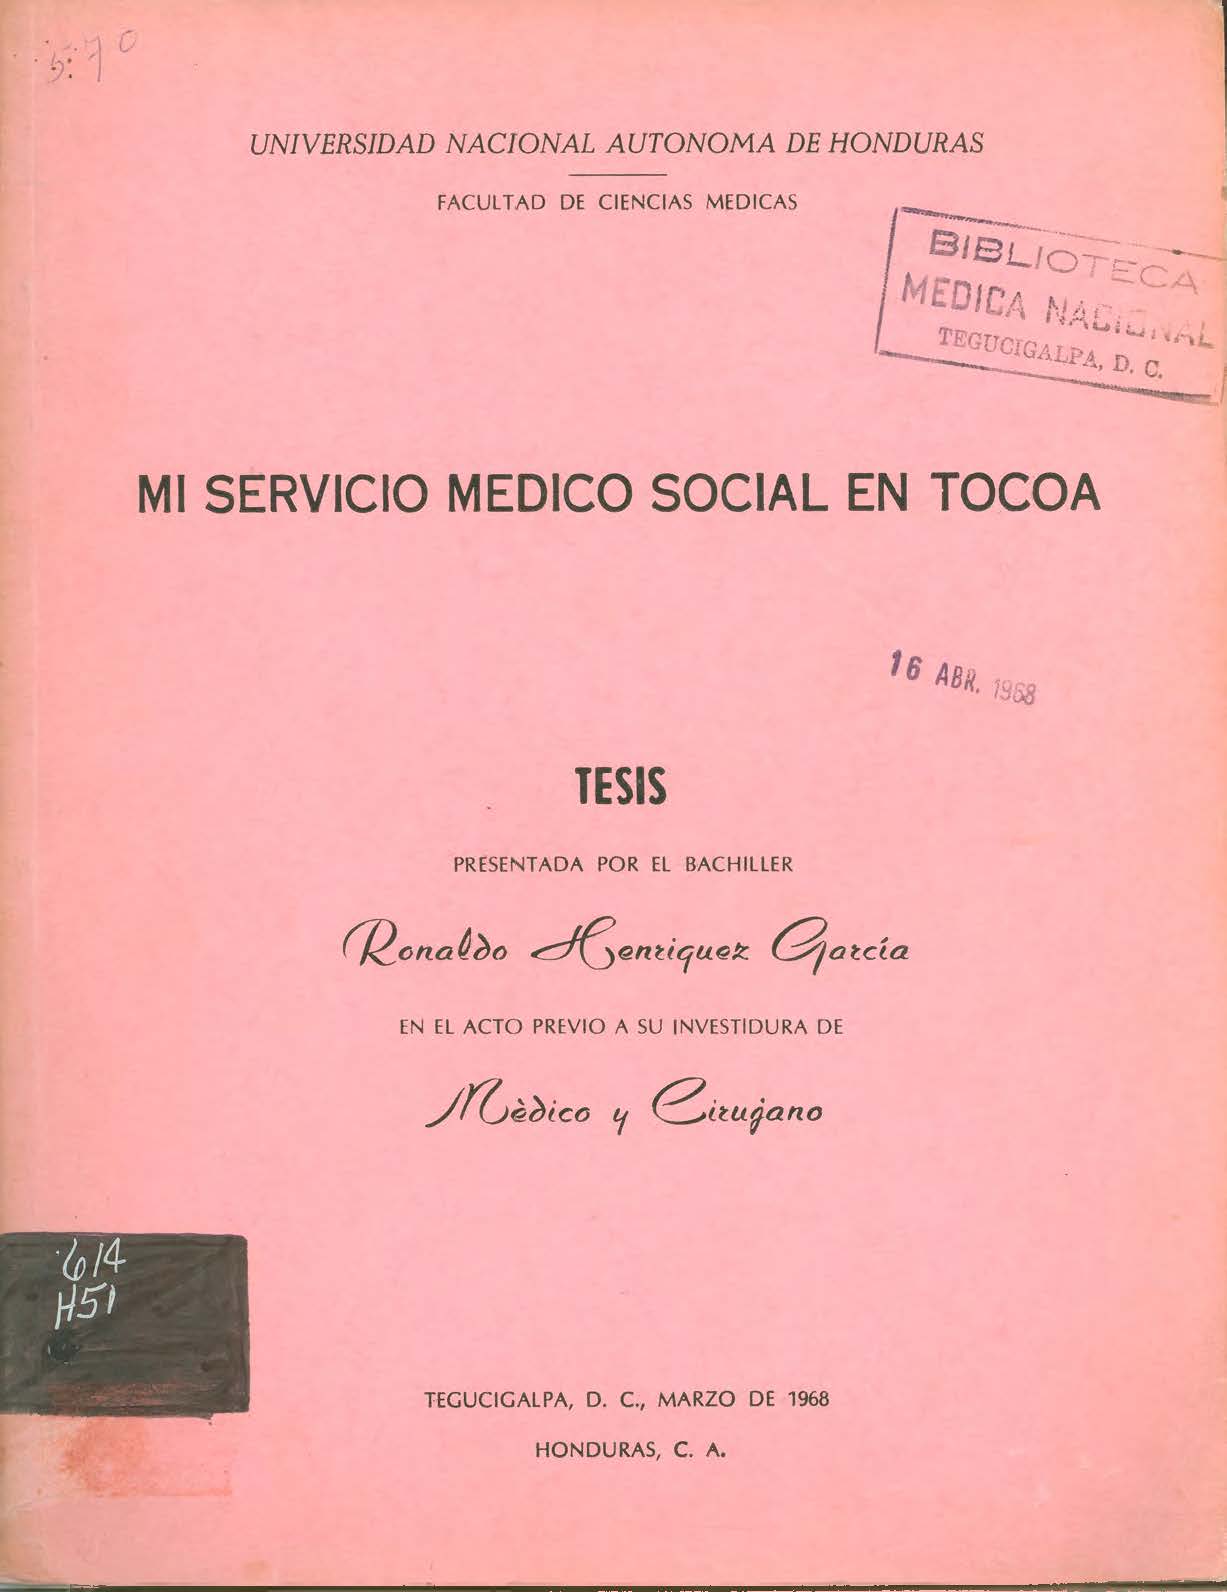 5.70
UNIVERSIDAD NACIONAL AUTONOMA DE HONDURAS
FACULTAD DE CIENCIAS MEDICAS
BIBLIOTECA
MEDICA NACIONAL
TEGUCIGALPA, D. C.
MI SERVICIO MEDICO SOCIAL EN TOCOA
16 ABR. 1968
TESIS
PRESENTADA POR EL BACHILLER
Ronaldo Henriquez García
EN EL ACTO PREVIO A SU INVESTIDURA DE
Mèdico y Cirujano
614
H51
TEGUCIGALPA, D. C., MARZO DE 1968
HONDURAS, C. A.